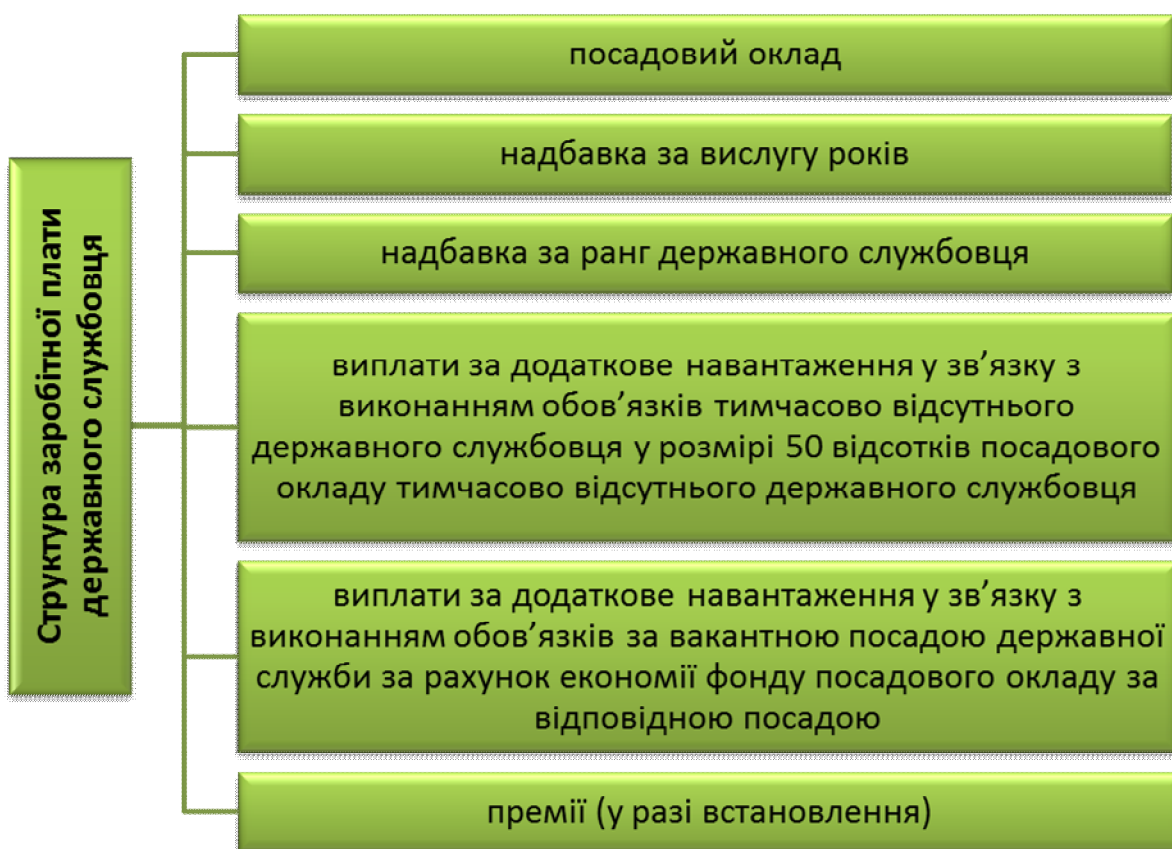 Структура заробітної плати
державного службовця
посадовий оклад
надбавка за вислугу років
надбавка за ранг державного службовця
виплати за додаткове навантаження у зв’язку з
виконанням обов’язків тимчасово відсутнього
державного службовця у розмірі 50 відсотків посадового
окладу тимчасово відсутнього державного службовця
виплати за додаткове навантаження у зв’язку з
виконанням обов’язків за вакантною посадою державної
служби за рахунок економії фонду посадового окладу за
відповідною посадою
премії (у разі встановлення)